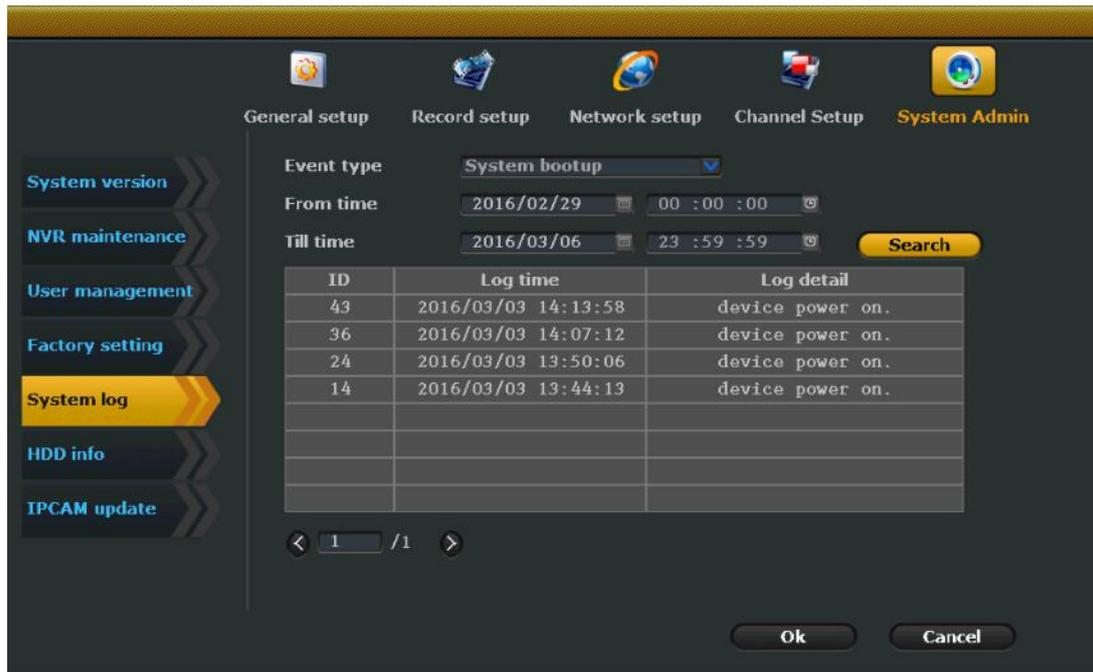 General setup Record setup Network setup Channel Setup System Admin
System version
NVR maintenance
User management
Factory setting
System log
HDD info
IPCAM update
Event type System bootup
From time 2016/02/29 00 :00 :00
Till time 2016/03/06 23 :59 :59 Search
ID Log time Log detail
43 2016/03/03 14:13:58 device power on.
36 2016/03/03 14:07:12 device power on.
24 2016/03/03 13:50:06 device power on.
14 2016/03/03 13:44:13 device power on.
1 /1
Ok Cancel